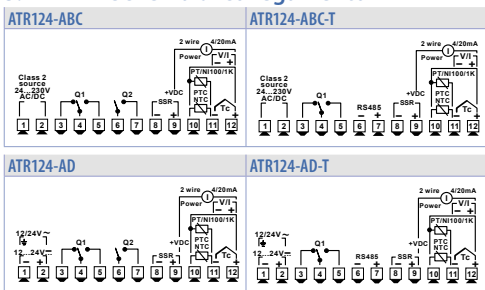 ATR124-ABC
2 wire 4/20mA
Power V/I
- +
PT/NI100/1K
Class 2
source
24...230V
AC/DC
Q1
Q2
+VDC
SSR
- +
PTC
NTC
Tc
1 2 3 4 5 6 7 8 9 10 11 12
ATR124-ABC-T
2 wire 4/20mA
Power V/I
- +
PT/NI100/1K
Class 2
source
24...230V
AC/DC
Q1
RS485
- +
+VDC
SSR
- +
PTC
NTC
Tc
1 2 3 4 5 6 7 8 9 10 11 12
ATR124-AD
2 wire 4/20mA
Power V/I
- +
PT/NI100/1K
12/24V ~
12...24V
- +
Q1
Q2
+VDC
SSR
- +
PTC
NTC
Tc
1 2 3 4 5 6 7 8 9 10 11 12
ATR124-AD-T
2 wire 4/20mA
Power V/I
- +
PT/NI100/1K
12/24V ~
12...24V
- +
Q1
RS485
- +
+VDC
SSR
- +
PTC
NTC
Tc
1 2 3 4 5 6 7 8 9 10 11 12